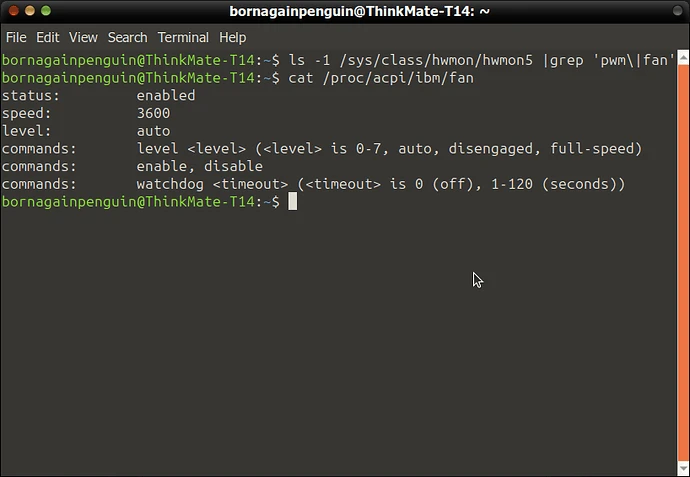 bornagainpenguin@ThinkMate-T14: ~
File Edit View Search Terminal Help
bornagainpenguin@ThinkMate-T14:~$ ls -1 /sys/class/hwmon/hwmon5 |grep 'pwm\|fan'
bornagainpenguin@ThinkMate-T14:~$ cat /proc/acpi/ibm/fan
status:         enabled
speed:          3600
level:          auto
commands:       level <level> (<level> is 0-7, auto, disengaged, full-speed)
commands:       enable, disable
commands:       watchdog <timeout> (<timeout> is 0 (off), 1-120 (seconds))
bornagainpenguin@ThinkMate-T14:~$